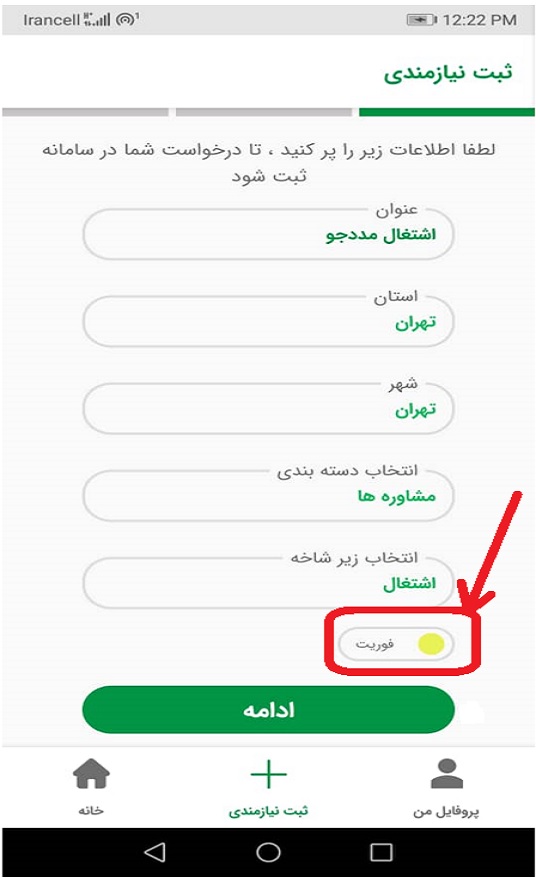 Irancell 12:22 PM
ثبت نیازمندی
لطفا اطلاعات زیر را پر کنید ، تا درخواست شما در سامانه
ثبت شود
عنوان
اشتغال مددجو
استان
تهران
شهر
تهران
انتخاب دسته بندی
مشاوره ها
انتخاب زیر شاخه
اشتغال
فوریت
ادامه
پروفایل من ثبت نیازمندی خانه